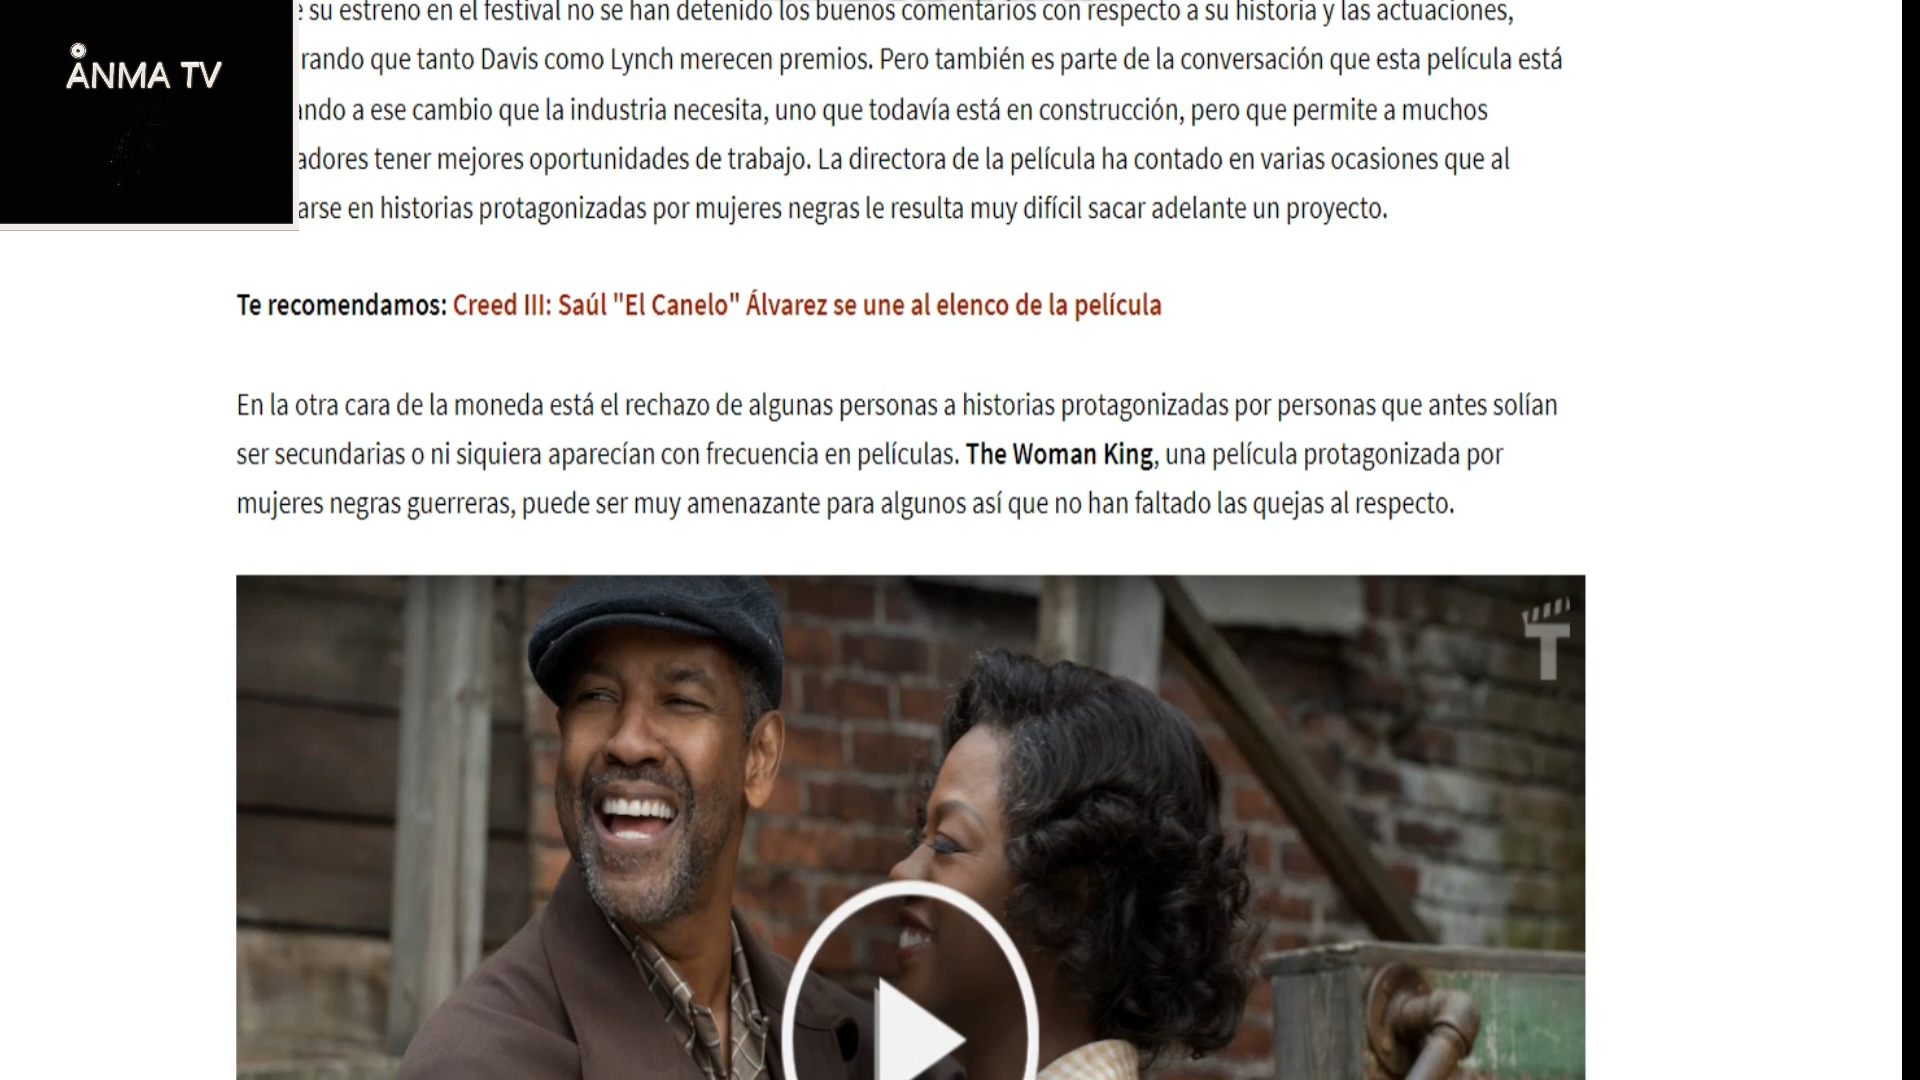 ANMA TV
su estreno en el festival no se han detenido los buenos comentarios con respecto a su historia y las actuaciones,
rando que tanto Davis como Lynch merecen premios. Pero también es parte de la conversación que esta película está
ando a ese cambio que la industria necesita, uno que todavía está en construcción, pero que permite a muchos
adores tener mejores oportunidades de trabajo. La directora de la película ha contado en varias ocasiones que al
arse en historias protagonizadas por mujeres negras le resulta muy difícil sacar adelante un proyecto.
Te recomendamos: Creed III: Saúl "El Canelo" Álvarez se une al elenco de la película
En la otra cara de la moneda está el rechazo de algunas personas a historias protagonizadas por personas que antes solían
ser secundarias o ni siquiera aparecían con frecuencia en películas. The Woman King, una película protagonizada por
mujeres negras guerreras, puede ser muy amenazante para algunos así que no han faltado las quejas al respecto.
T